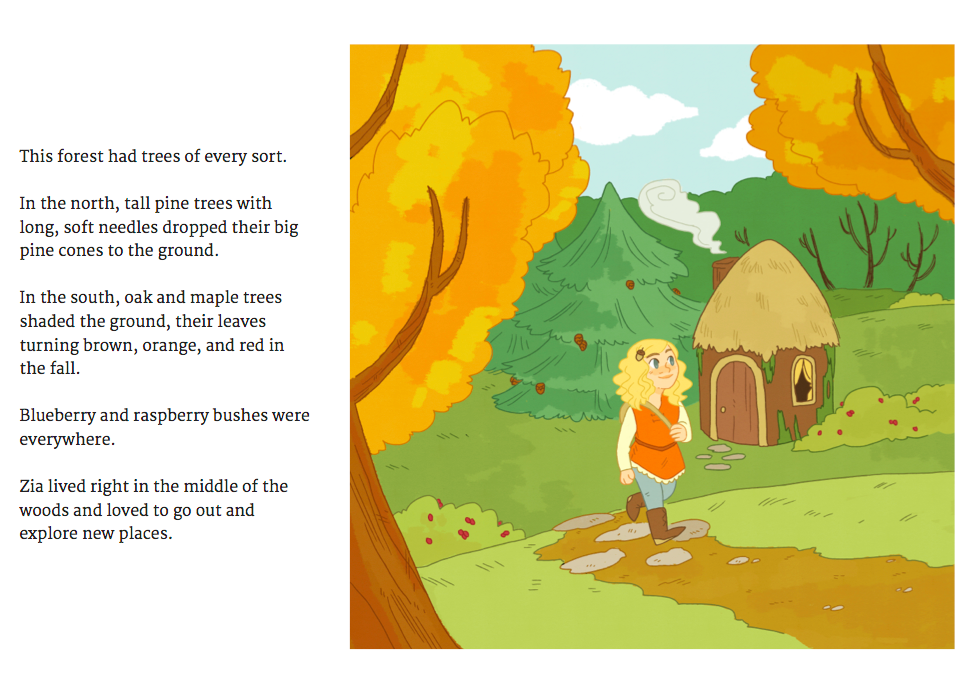 This forest had trees of every sort.
In the north, tall pine trees with
long, soft needles dropped their big
pine cones to the ground.
In the south, oak and maple trees
shaded the ground, their leaves
turning brown, orange, and red in
the fall.
Blueberry and raspberry bushes were
everywhere.
Zia lived right in the middle of the
woods and loved to go out and
explore new places.